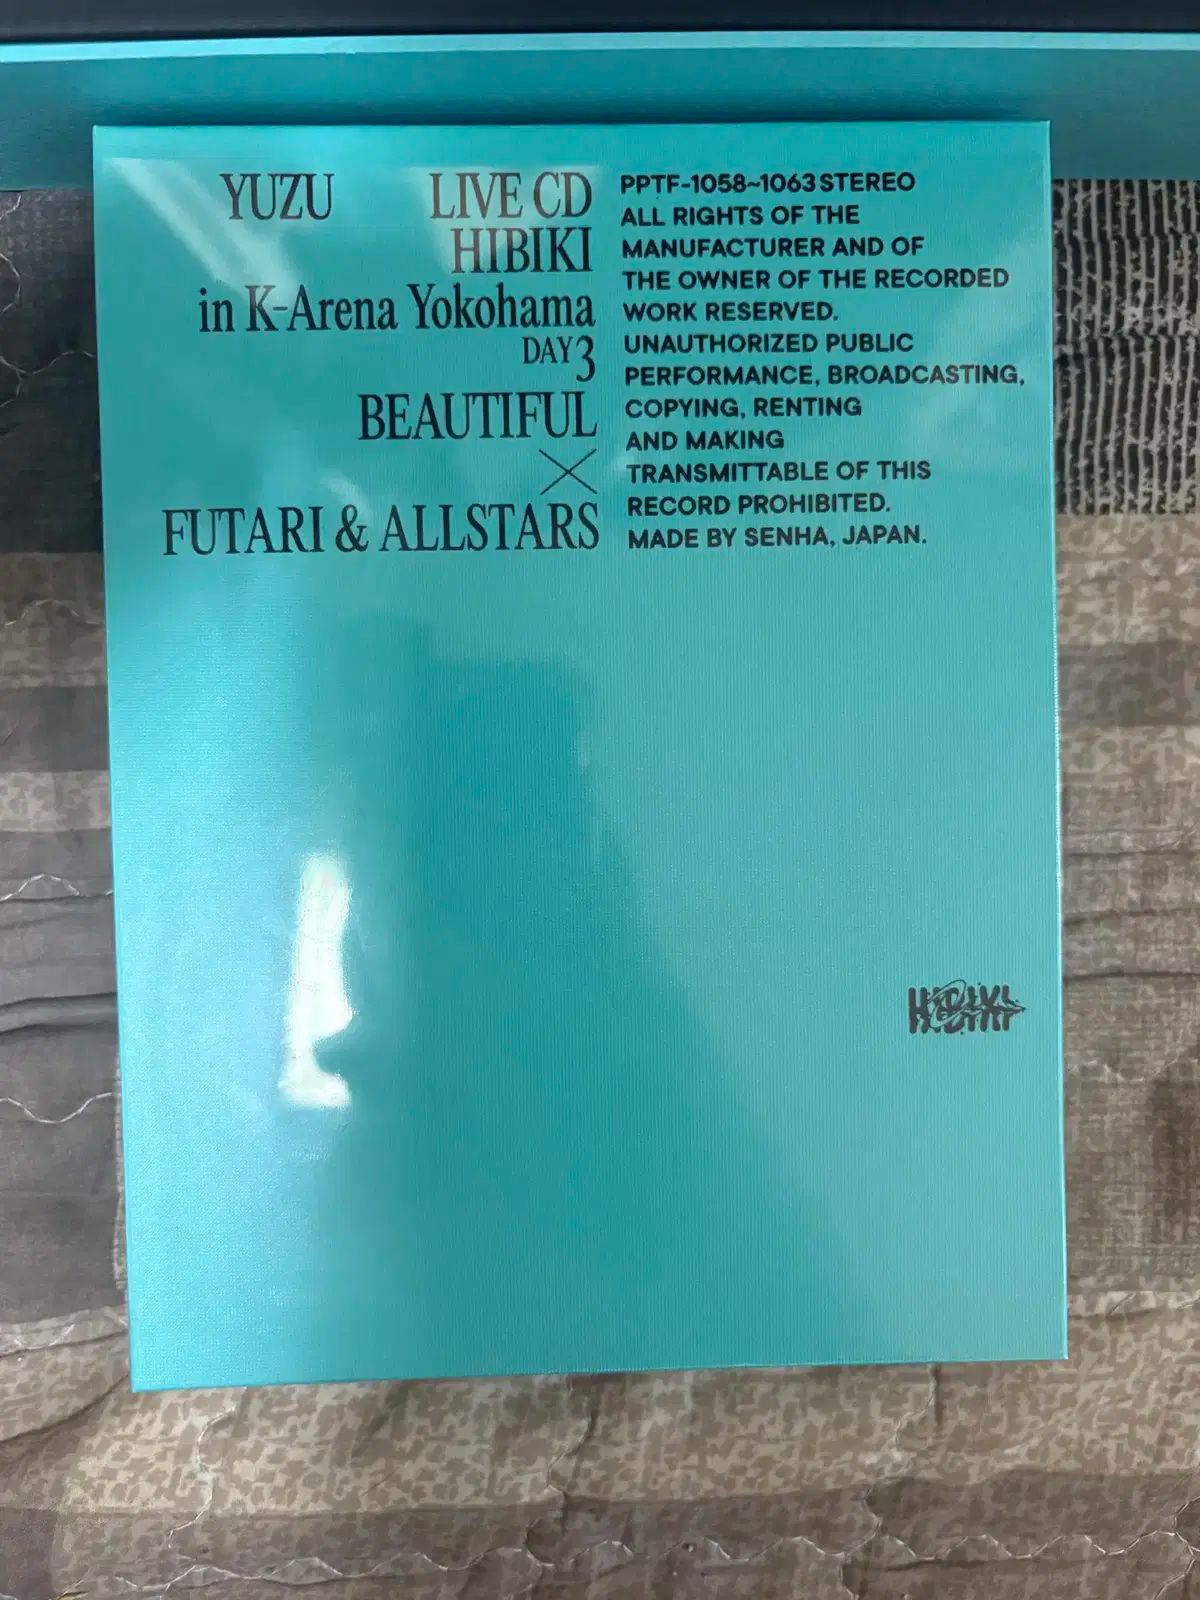 YUZU LIVE CD
HIBIKI
in K-Arena Yokohama
DAY3
BEAUTIFUL
×
FUTARI & ALLSTARS
PPTF-1058~1063 STEREO
ALL RIGHTS OF THE
MANUFACTURER AND OF
THE OWNER OF THE RECORDED
WORK RESERVED.
UNAUTHORIZED PUBLIC
PERFORMANCE, BROADCASTING,
COPYING, RENTING
AND MAKING
TRANSMITTABLE OF THIS
RECORD PROHIBITED.
MADE BY SENHA, JAPAN.
HIBIKI